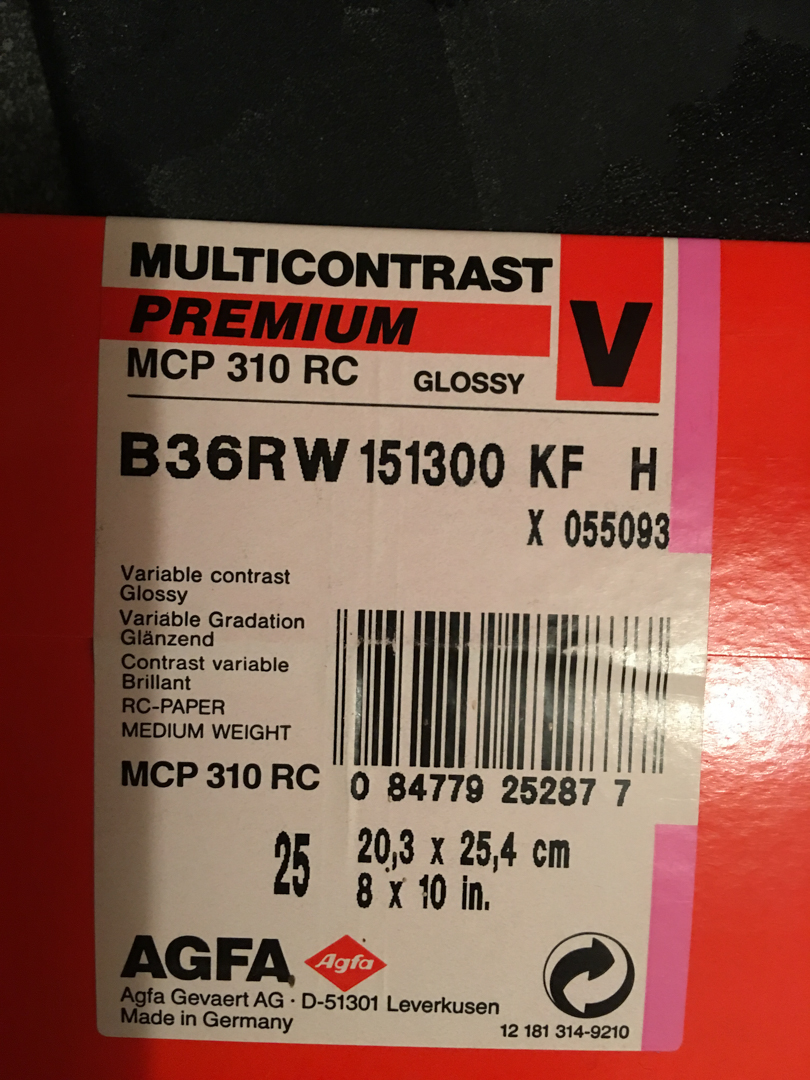 MULTICONTRAST
PREMIUM
V
MCP 310 RC GLOSSY
B36RW 151300 KF H
X 055093
Variable contrast
Glossy
Variable Gradation
Glänzend
Contrast variable
Brillant
RC-PAPER
MEDIUM WEIGHT
MCP 310 RC
0 84779 25287 7
25
20,3 x 25,4 cm
8 x 10 in.
AGFA
Agfa
Agfa Gevaert AG · D-51301 Leverkusen
Made in Germany
12 181 314-9210